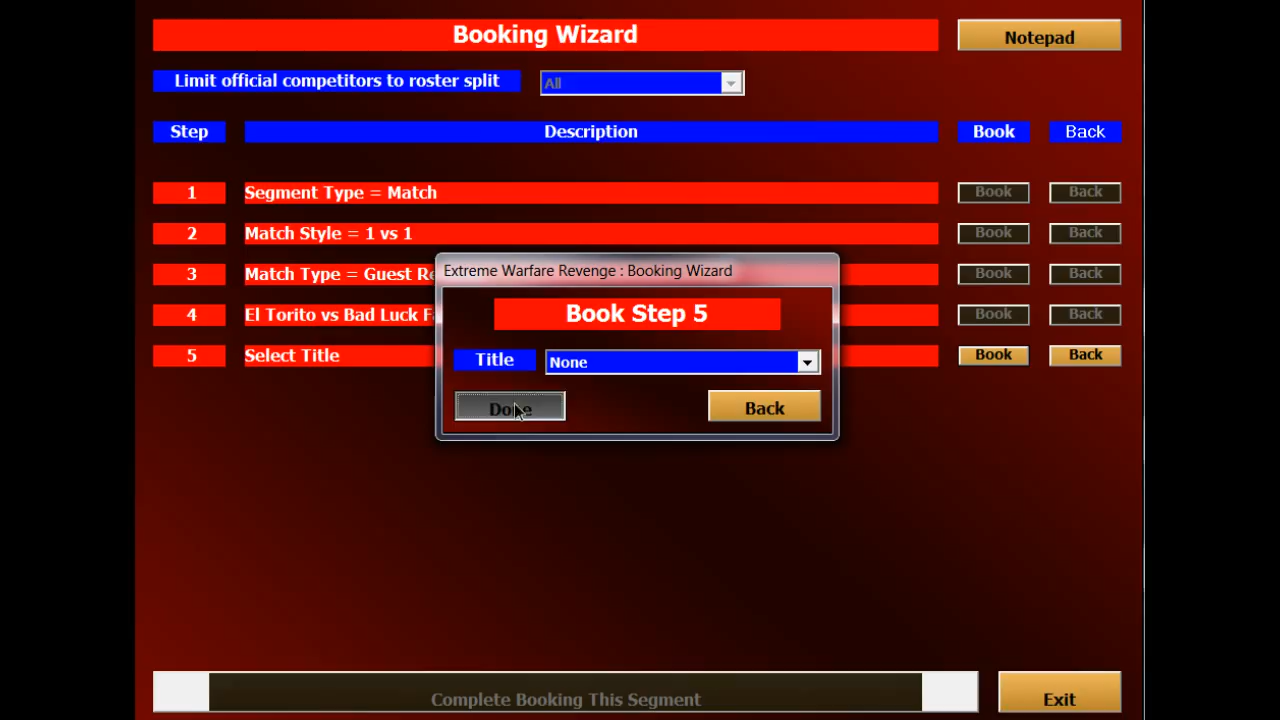 Booking Wizard
Notepad
Limit official competitors to roster split
All
Step
Description
Book
Back
1
Segment Type = Match
Book
Back
2
Match Style = 1 vs 1
Book
Back
3
Match Type = Guest
Book
Back
4
El Torito vs Bad Luck
Book
Back
5
Select Title
Book
Back
Extreme Warfare Revenge : Booking Wizard
Book Step 5
Title
None
Done
Back
Complete Booking This Segment
Exit